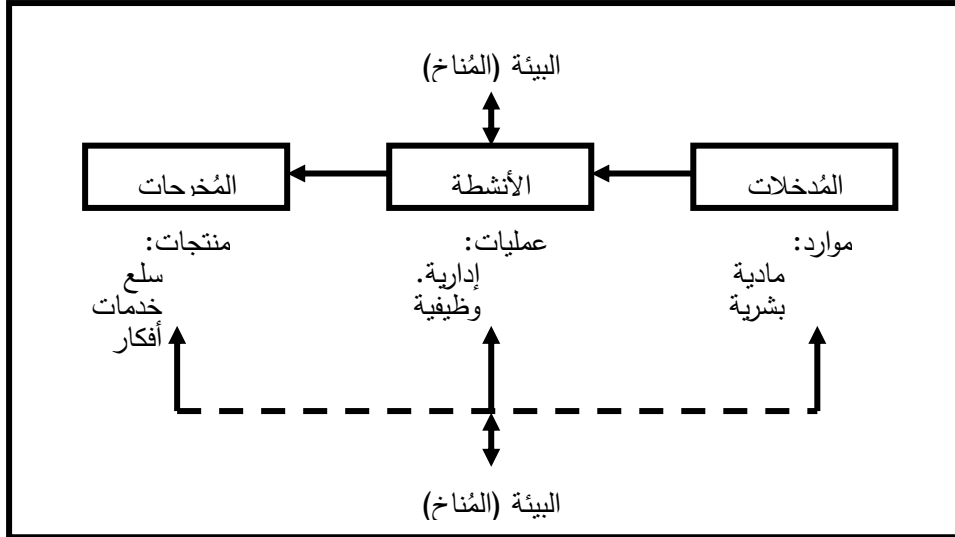 البيئة (المُناخ)
المُدخلات
الأنشطة
المُخرجات
موارد:
مادية
بشرية
عمليات:
إدارية.
وظيفية
منتجات:
سلع
خدمات
أفكار
البيئة (المُناخ)